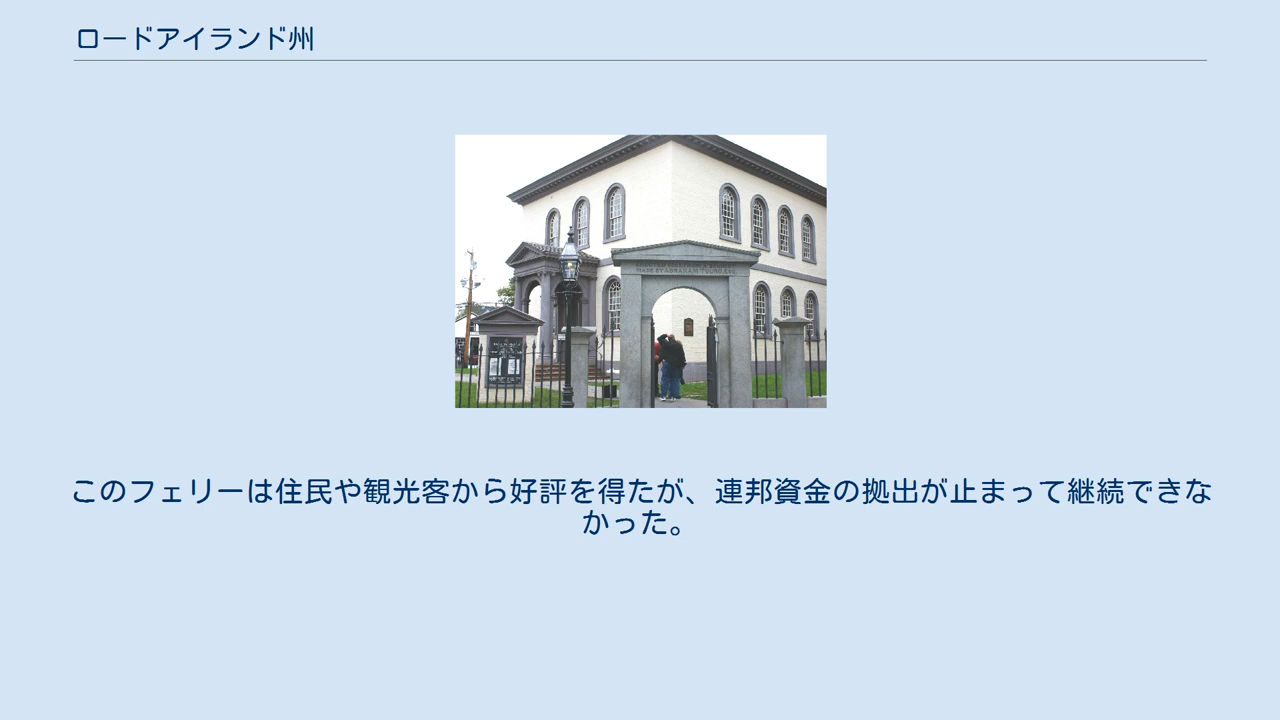 ロードアイランド州
このフェリーは住民や観光客から好評を得たが、連邦資金の拠出が止まって継続できな
かった。